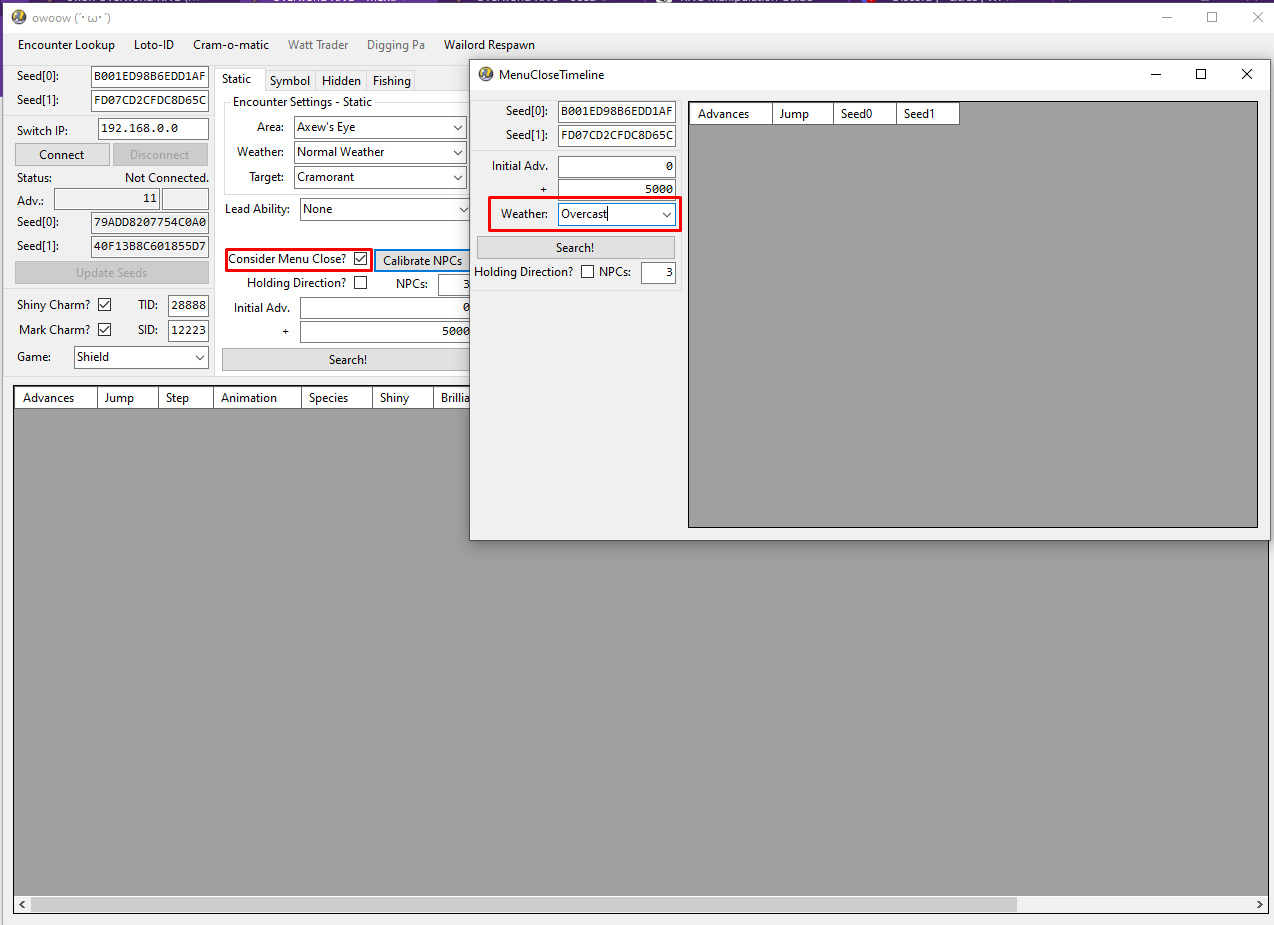 owoow (´･ω･`)
Encounter Lookup Loto-ID Cram-o-matic Watt Trader Digging Pa Wailord Respawn
Seed[0]: B001ED98B6EDD1AF
Seed[1]: FD07CD2CFDC8D65C
Switch IP: 192.168.0.0
Connect Disconnect
Status: Not Connected.
Adv.: 11
Seed[0]: 79ADD8207754C0A0
Seed[1]: 40F13B8C601855D7
Update Seeds
Shiny Charm? TID: 28888
Mark Charm? SID: 12223
Game: Shield
Static Symbol Hidden Fishing
Encounter Settings - Static
Area: Axew's Eye
Weather: Normal Weather
Target: Cramorant
Lead Ability: None
Consider Menu Close? Calibrate NPCs
Holding Direction? NPCs: 3
Initial Adv. 0
+ 5000
Search!
MenuCloseTimeline
Seed[0]: B001ED98B6EDD1AF
Seed[1]: FD07CD2CFDC8D65C
Initial Adv. 0
+ 5000
Weather: Overcast
Search!
Holding Direction? NPCs: 3
Advances Jump Seed0 Seed1
Advances Jump Step Animation Species Shiny Brillia